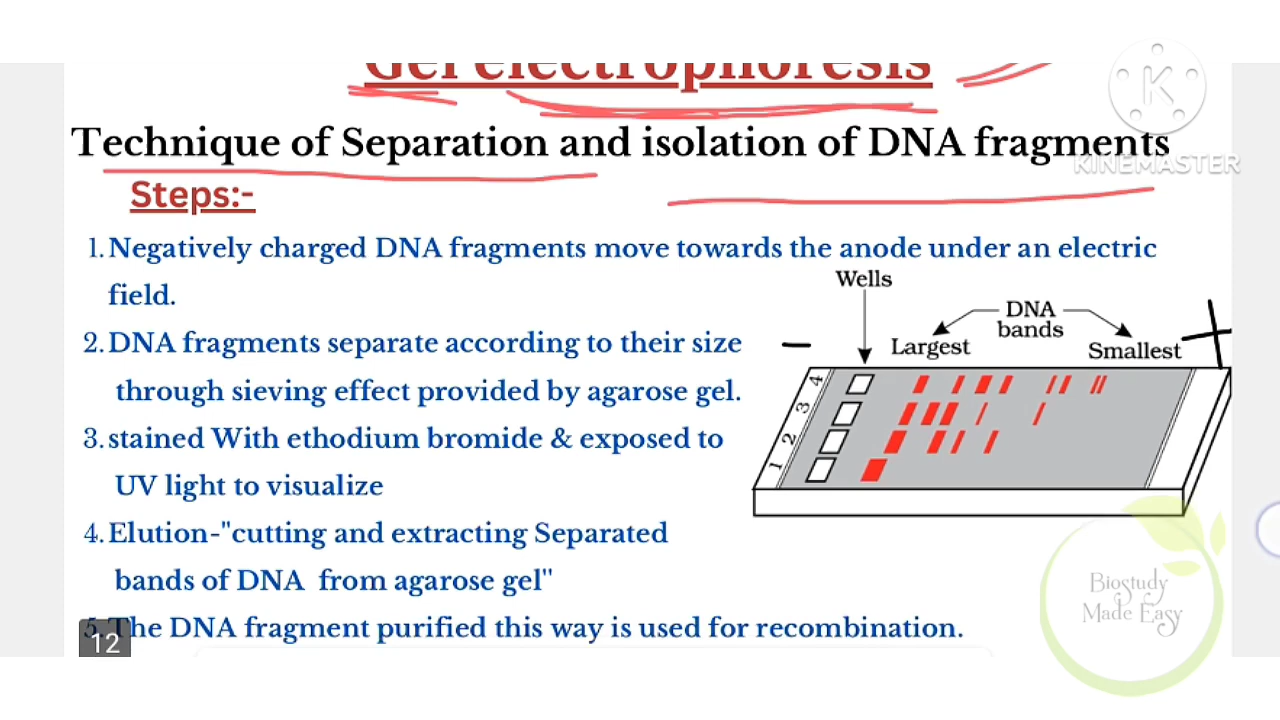 Gel electrophoresis
K
KINEMASTER
Technique of Separation and isolation of DNA fragments
Steps:-
1. Negatively charged DNA fragments move towards the anode under an electric
field.
2. DNA fragments separate according to their size
through sieving effect provided by agarose gel.
3. stained With ethodium bromide & exposed to
UV light to visualize
4. Elution-"cutting and extracting Separated
bands of DNA from agarose gel"
5. The DNA fragment purified this way is used for recombination.
12
Wells
DNA
bands
Largest
Smallest
-
+
4
3
2
1
Biostudy
Made Easy